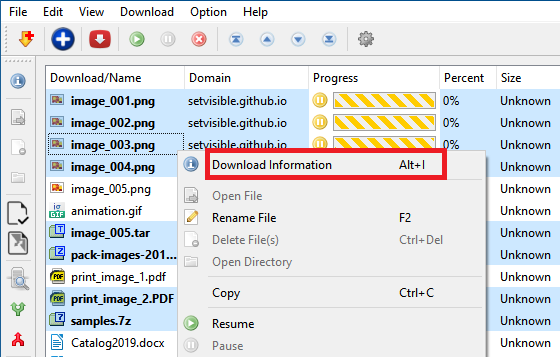 File Edit View Download Option Help
Download/Name Domain Progress Percent Size
image_001.png setvisible.github.io 0% Unknown
image_002.png setvisible.github.io 0% Unknown
image_003.png setvisible.github.io 0% Unknown
image_004.png Unknown
Download Information Alt+I
image_005.png Unknown
Open File
animation.gif Unknown
Rename File F2
image_005.tar Unknown
Delete File(s) Ctrl+Del
pack-images-201... Unknown
Open Directory
print_image_1.pdf Unknown
Copy Ctrl+C
print_image_2.PDF Unknown
samples.7z Unknown
Resume
Catalog2019.docx Unknown
Pause